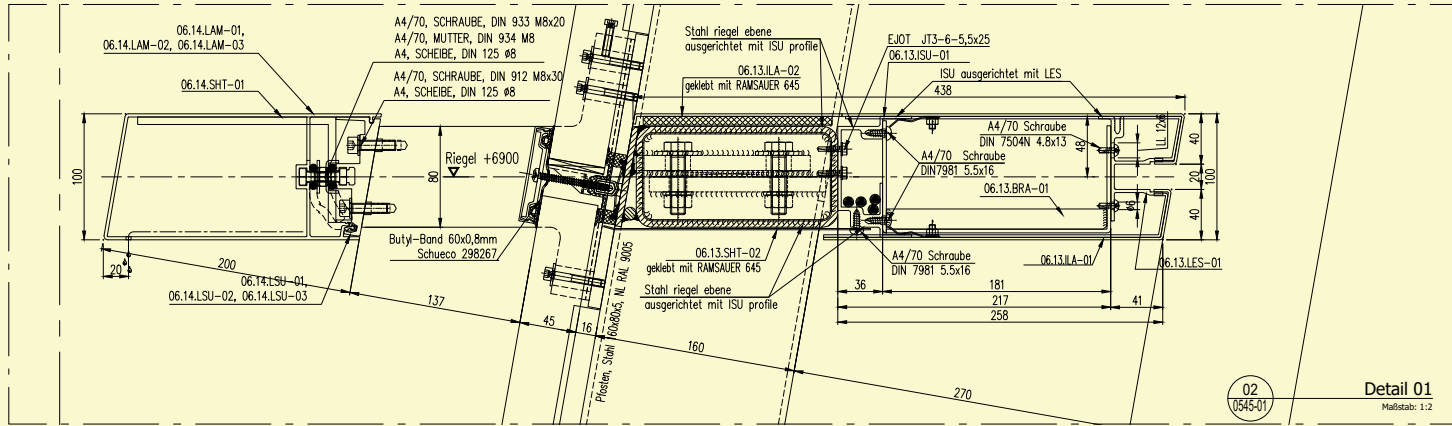 06.14.LAM-01,
06.14.LAM-02, 06.14.LAM-03
06.14.SHT-01
A4/70, SCHRAUBE, DIN 933 M8x20
A4/70, MUTTER, DIN 934 M8
A4, SCHEIBE, DIN 125 ø8
A4/70, SCHRAUBE, DIN 912 M8x30
A4, SCHEIBE, DIN 125 ø8
Stahl riegel ebene
ausgerichtet mit ISU profile
06.13.ILA-02
geklebt mit RAMSAUER 645
EJOT JT3-6-5,5x25
06.13.ISU-01
ISU ausgerichtet mit LES
438
A4/70 Schraube
DIN 7504N 4.8x13
48
LL 12x6
40
20
40
100
A4/70 Schraube
DIN7981 5.5x16
06.13.BRA-01
ø6
100
Riegel +6900
80
Butyl-Band 60x0,8mm
Schueco 298267
06.13.SHT-02
geklebt mit RAMSAUER 645
Stahl riegel ebene
ausgerichtet mit ISU profile
A4/70 Schraube
DIN 7981 5.5x16
06.13.ILA-01
06.13.LES-01
20
200
06.14.LSU-01,
06.14.LSU-02, 06.14.LSU-03
137
45
16
160
270
Pfosten, Stahl 160x80x5, NL RAL 9005
36
181
217
41
258
02
0545-01
Detail 01
Maßstab: 1:2